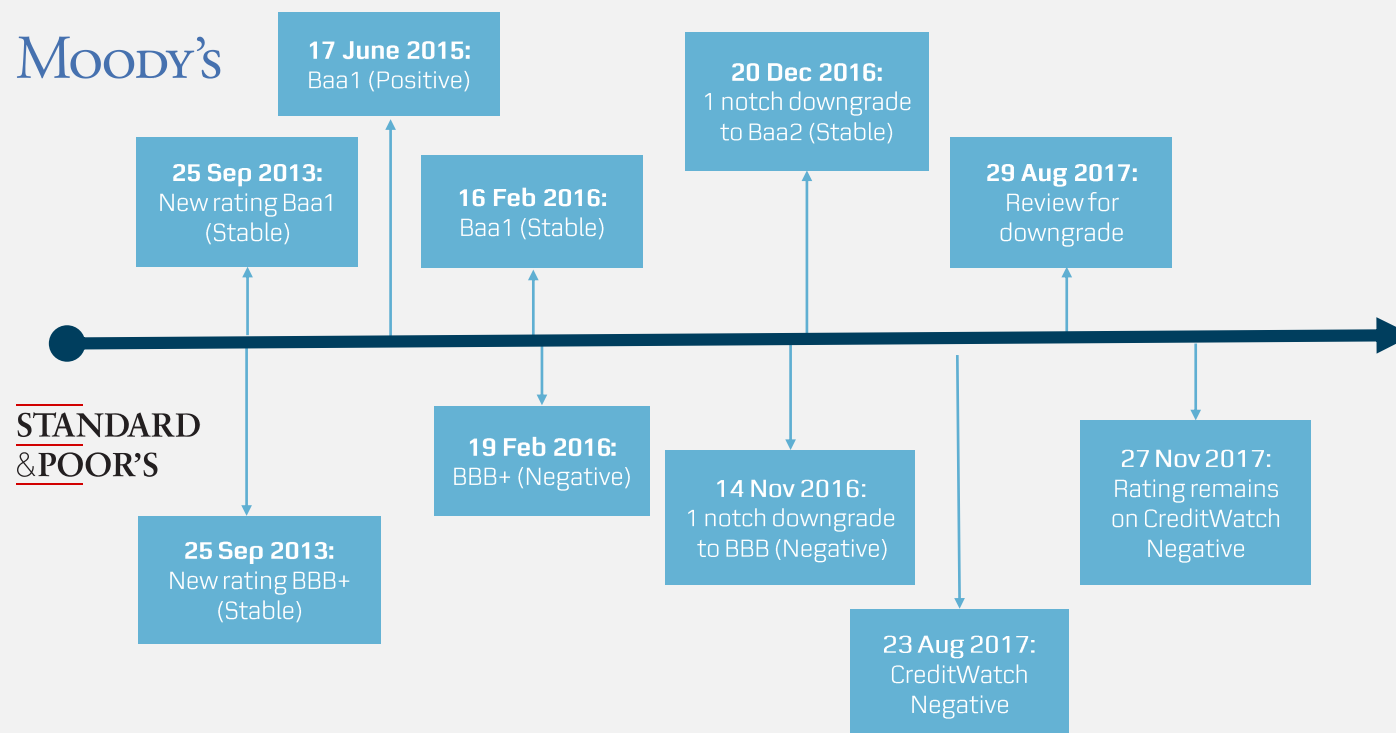 MOODY'S
17 June 2015:
Baa1 (Positive)
25 Sep 2013:
New rating Baa1
(Stable)
16 Feb 2016:
Baa1 (Stable)
20 Dec 2016:
1 notch downgrade
to Baa2 (Stable)
29 Aug 2017:
Review for
downgrade
STANDARD
&POOR'S
25 Sep 2013:
New rating BBB+
(Stable)
19 Feb 2016:
BBB+ (Negative)
14 Nov 2016:
1 notch downgrade
to BBB (Negative)
23 Aug 2017:
CreditWatch
Negative
27 Nov 2017:
Rating remains
on CreditWatch
Negative